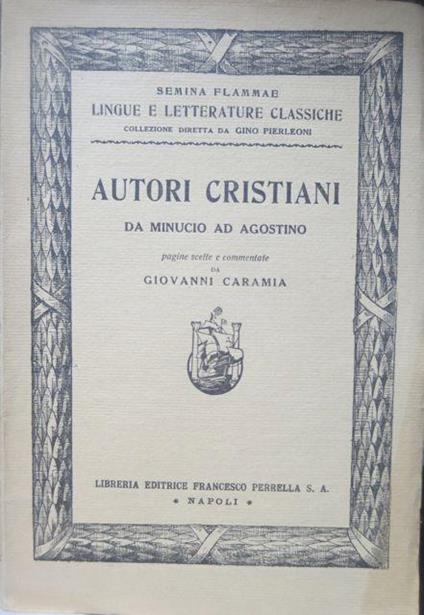 SEMINA FLAMMAE
LINGUE E LETTERATURE CLASSICHE
COLLEZIONE DIRETTA DA GINO PIERLEONI
AUTORI CRISTIANI
DA MINUCIO AD AGOSTINO
pagine scelte e commentate
DA
GIOVANNI CARAMIA
LIBRERIA EDITRICE FRANCESCO PERRELLA S. A.
* NAPOLI *